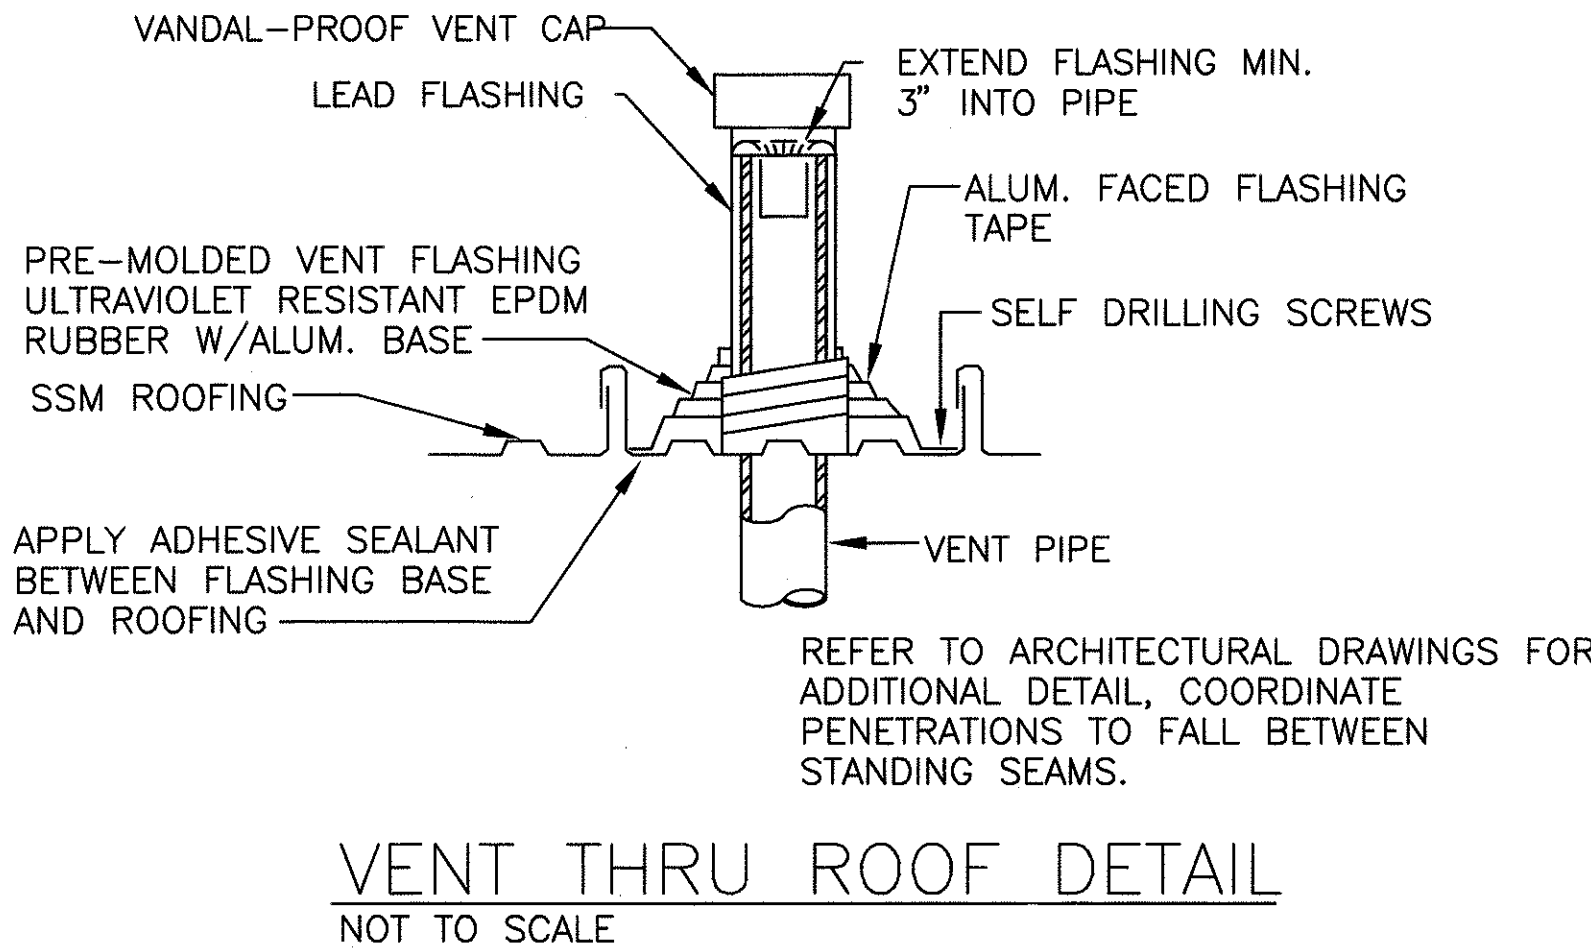 VANDAL-PROOF VENT CAP
LEAD FLASHING
EXTEND FLASHING MIN.
3" INTO PIPE
ALUM. FACED FLASHING
TAPE
PRE-MOLDED VENT FLASHING
ULTRAVIOLET RESISTANT EPDM
RUBBER W/ALUM. BASE
SELF DRILLING SCREWS
SSM ROOFING
APPLY ADHESIVE SEALANT
BETWEEN FLASHING BASE
AND ROOFING
VENT PIPE
REFER TO ARCHITECTURAL DRAWINGS FOR
ADDITIONAL DETAIL, COORDINATE
PENETRATIONS TO FALL BETWEEN
STANDING SEAMS.
VENT THRU ROOF DETAIL
NOT TO SCALE